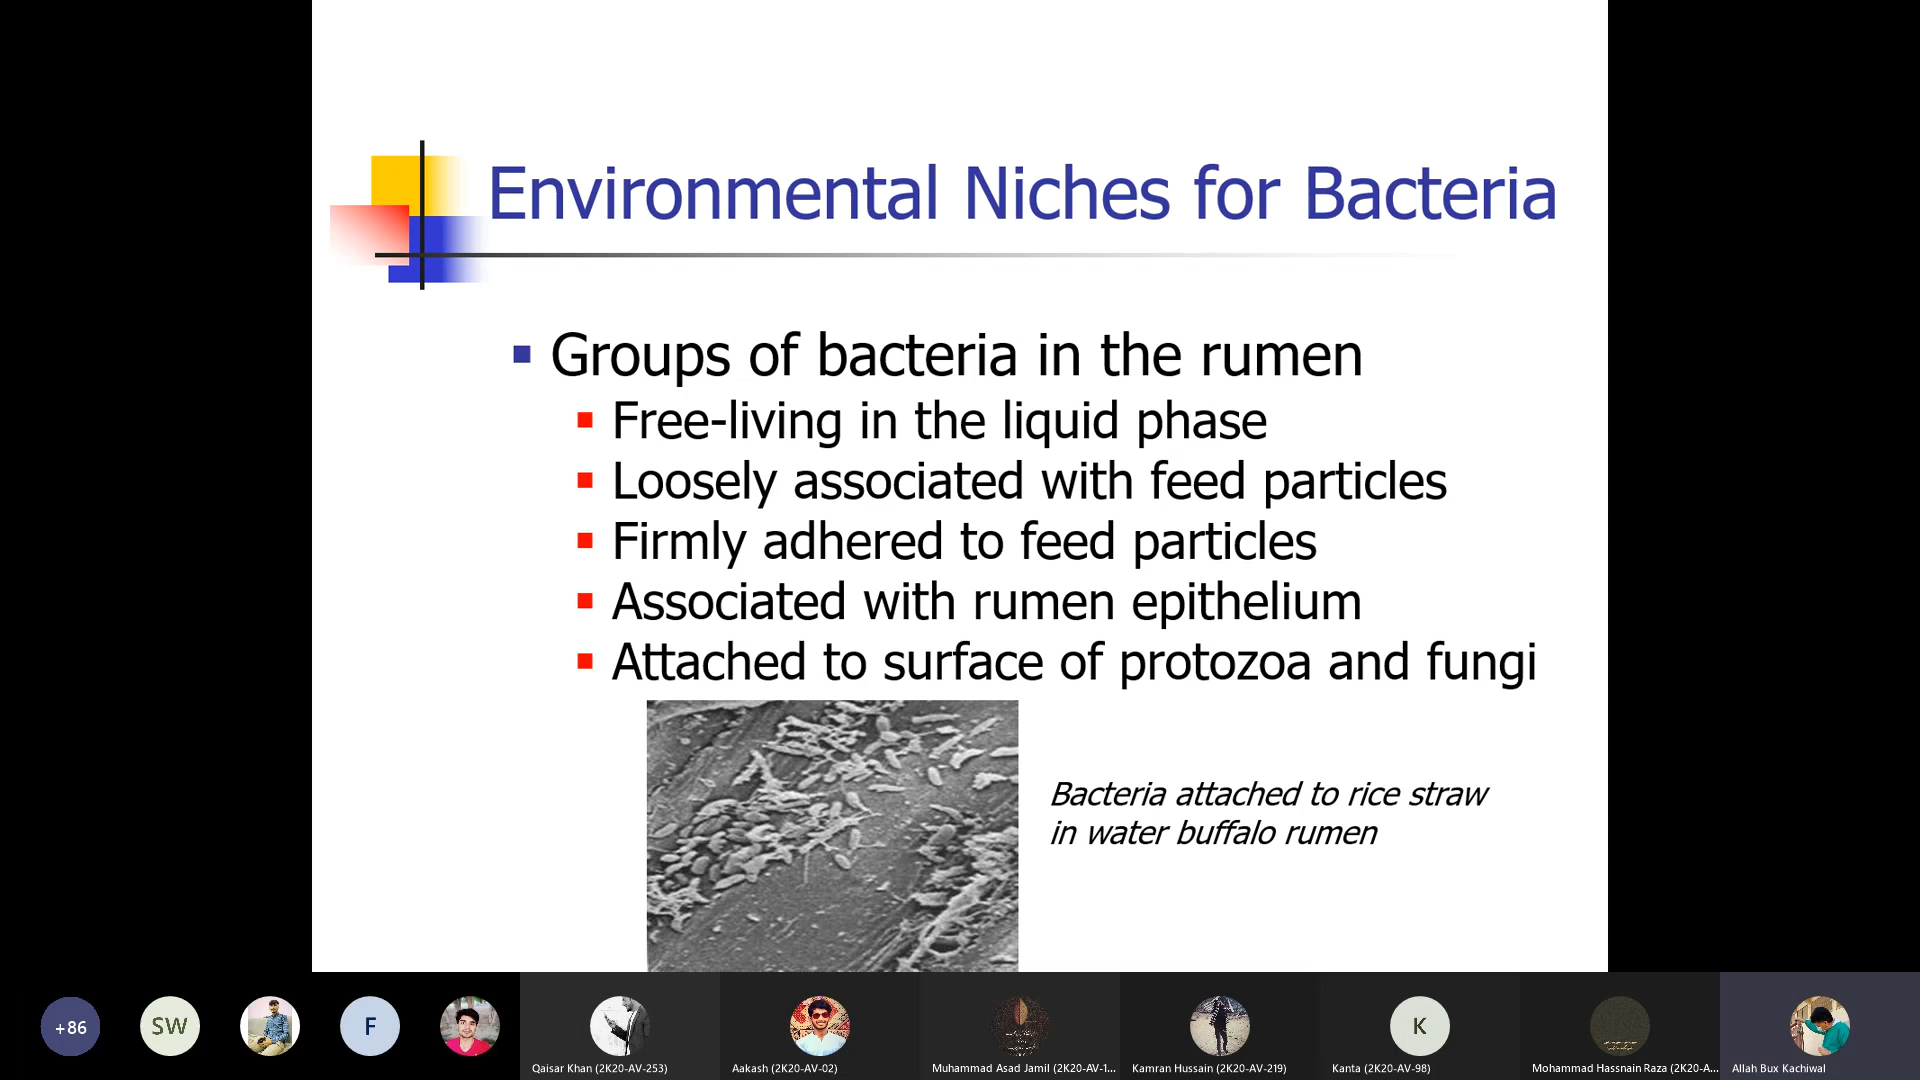 Environmental Niches for Bacteria
Groups of bacteria in the rumen
Free-living in the liquid phase
Loosely associated with feed particles
Firmly adhered to feed particles
Associated with rumen epithelium
Attached to surface of protozoa and fungi
Bacteria attached to rice straw
in water buffalo rumen
+86
SW
F
K
Qaisar Khan (2K20-AV-253)
Aakash (2K20-AV-02)
Muhammad Asad Jamil (2K20-AV-1...
Kamran Hussain (2K20-AV-219)
Kanta (2K20-AV-98)
Mohammad Hassnain Raza (2K20-A...
Allah Bux Kachiwal